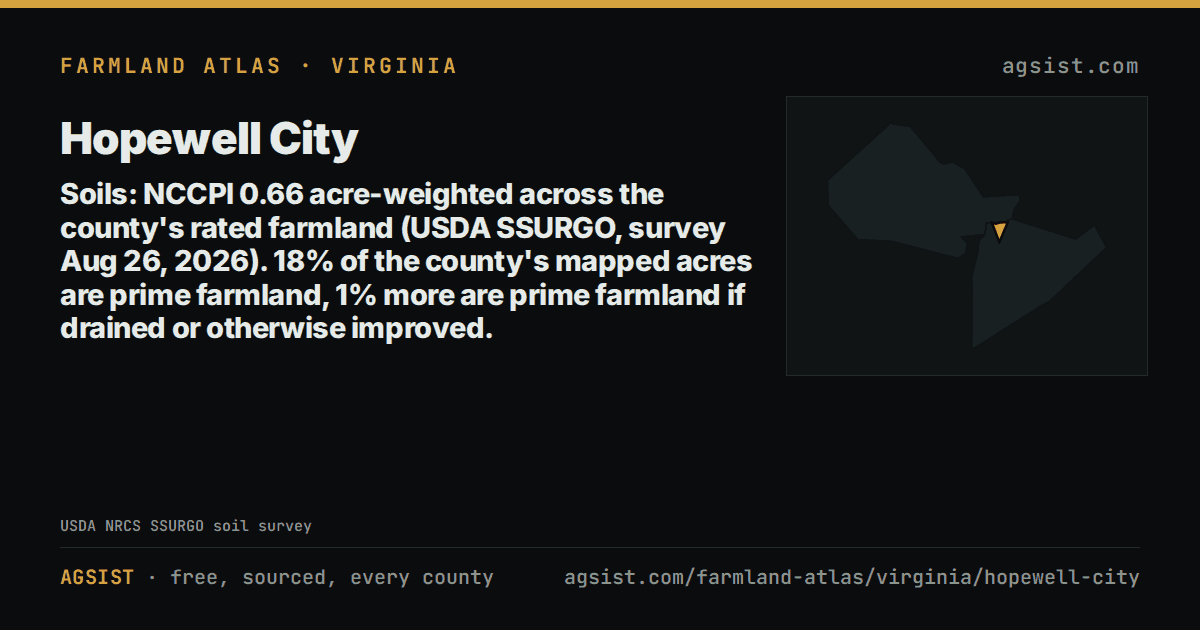 FARMLAND ATLAS · VIRGINIA
agsist.com
Hopewell City
Soils: NCCPI 0.66 acre-weighted across the
county's rated farmland (USDA SSURGO, survey
Aug 26, 2026). 18% of the county's mapped acres
are prime farmland, 1% more are prime farmland if
drained or otherwise improved.
USDA NRCS SSURGO soil survey
AGSIST · free, sourced, every county
agsist.com/farmland-atlas/virginia/hopewell-city